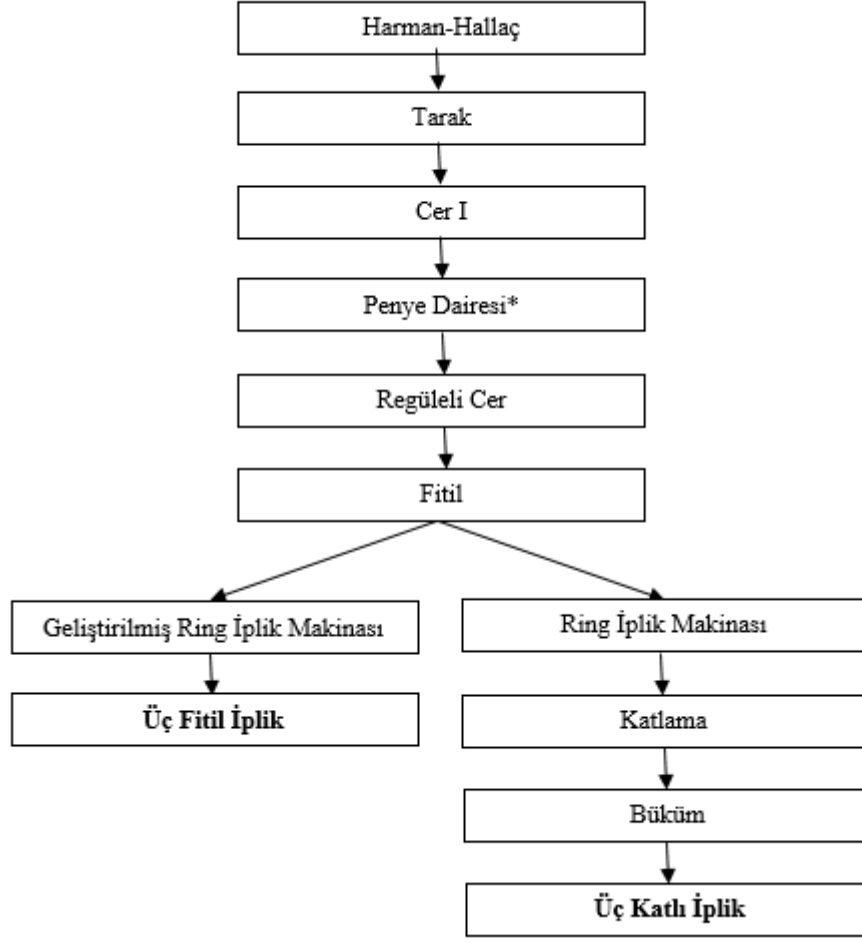 Harman-Hallaç
Tarak
Cer I
Penye Dairesi*
Regüleli Cer
Fitil
Geliştirilmiş Ring İplik Makinası
Üç Fitil İplik
Ring İplik Makinası
Katlama
Büküm
Üç Katlı İplik